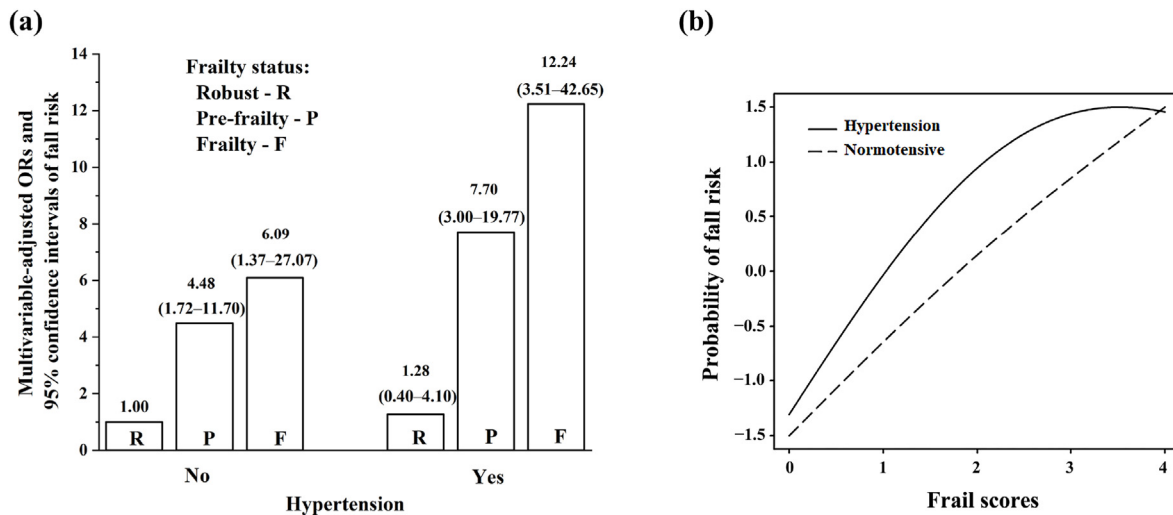 (a)
Multivariable-adjusted ORs and
95% confidence intervals of fall risk
14
12
10
8
6
4
2
0
Frailty status:
Robust - R
Pre-frailty - P
Frailty - F
1.00
4.48
(1.72–11.70)
6.09
(1.37–27.07)
1.28
(0.40–4.10)
7.70
(3.00–19.77)
12.24
(3.51–42.65)
R P F R P F
No Yes
Hypertension
(b)
Probability of fall risk
1.5
1.0
0.5
0.0
−0.5
−1.0
−1.5
Hypertension
Normotensive
0 1 2 3 4
Frail scores